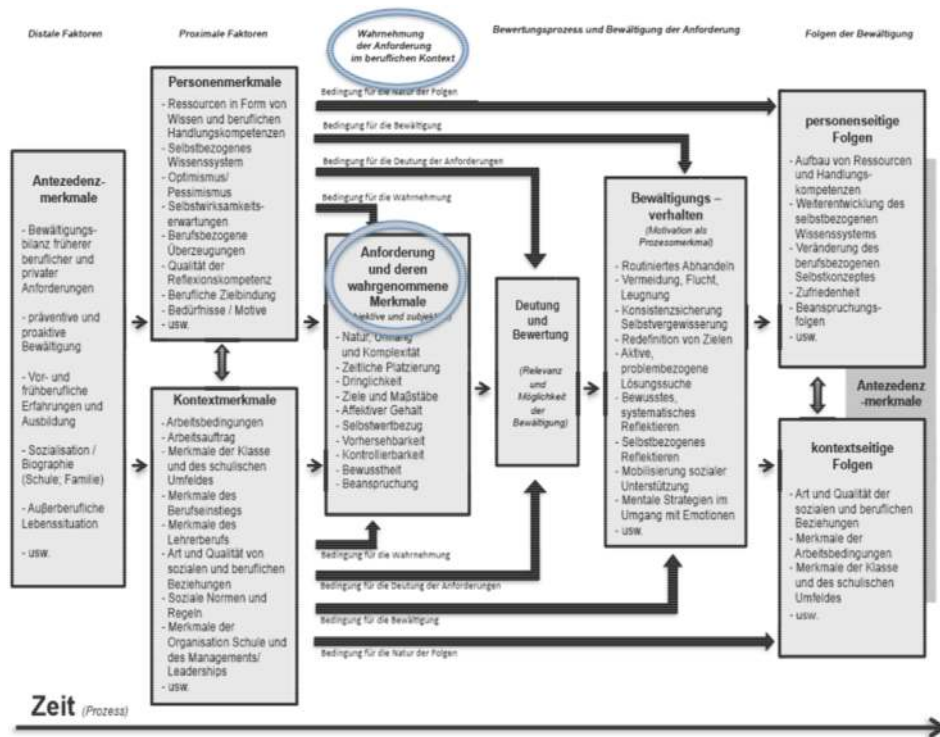 Distale Faktoren
Proximale Faktoren
Wahrnehmung
der Anforderung
im beruflichen Kontext
Bewertungsprozess und Bewältigung der Anforderung
Folgen der Bewältigung
Antezedenz-
merkmale
- Bewältigungs-
bilanz früherer
beruflicher und
privater
Anforderungen
- präventive und
proaktive
Bewältigung
- Vor- und
frühberufliche
Erfahrungen und
Ausbildung
- Sozialisation /
Biographie
(Schule; Familie)
- Außerberufliche
Lebenssituation
- usw.
Personenmerkmale
- Ressourcen in Form von
Wissen und beruflichen
Handlungskompetenzen
- Selbstbezogenes
Wissenssystem
- Optimismus/
Pessimismus
- Selbstwirksamkeits
erwartungen
- Berufsbezogene
Überzeugungen
- Qualität der
Reflexionskompetenz
- Berufliche Zielbindung
- Bedürfnisse / Motive
- usw.
Kontextmerkmale
- Arbeitsbedingungen
- Arbeitsauftrag
- Merkmale der Klasse
und des schulischen
Umfeldes
- Merkmale des
Berufseinstiegs
- Merkmale des
Lehrerberufs
- Art und Qualität von
sozialen und beruflichen
Beziehungen
- Soziale Normen und
Regeln
- Merkmale der
Organisation Schule und
des Managements/
Leaderships
- usw.
Bedingung für die Natur der Folgen
Bedingung für die Bewältigung
Bedingung für die Deutung der Anforderungen
Bedingung für die Wahrnehmung
Anforderung
und deren
wahrgenommene
Merkmale
- Natur, Umfang
und Komplexität
- Zeitliche Platzierung
- Dringlichkeit
- Ziele und Maßstäbe
- Affektiver Gehalt
- Selbstwertbezug
- Vorhersehbarkeit
- Kontrollierbarkeit
- Bewusstheit
- Beanspruchung
Bedingung für die Wahrnehmung
Bedingung für die Deutung der Anforderungen
Bedingung für die Bewältigung
Bedingung für die Natur der Folgen
Deutung
und
Bewertung
(Relevanz und
Möglichkeit
der
Bewältigung)
Bewältigungs –
verhalten
(Motivation als
Prozessmerkmal)
- Routiniertes Abhandeln
- Vermeidung, Flucht,
Leugnung
- Konsistenzsicherung
Selbstvergewisserung
- Redefinition von Zielen
- Aktive,
problembezogene
Lösungssuche
- Bewusstes,
systematisches
Reflektieren
- Selbstbezogenes
Reflektieren
- Mobilisierung sozialer
Unterstützung
- Mentale Strategien im
Umgang mit Emotionen
- usw.
personenseitige
Folgen
- Aufbau von Ressourcen
und Handlungs-
kompetenzen
- Weiterentwicklung des
selbstbezogenen
Wissenssystems
- Veränderung des
berufsbezogenen
Selbstkonzeptes
- Zufriedenheit
- Beanspruchungs-
folgen
- usw.
Antezedenz
-merkmale
kontextseitige
Folgen
- Art und Qualität der
sozialen und beruflichen
Beziehungen
- Merkmale der
Arbeitsbedingungen
- Merkmale der Klasse
und des schulischen
Umfeldes
- usw.
Zeit (Prozess)